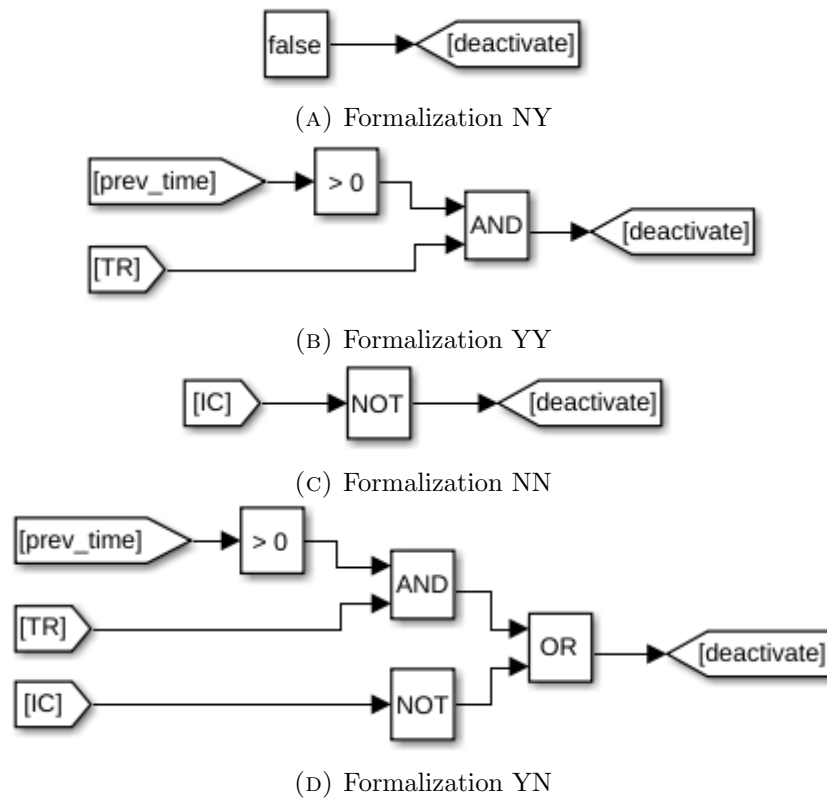 false [deactivate]
(A) Formalization NY
[prev_time] > 0
AND [deactivate]
[TR]
(B) Formalization YY
[IC] NOT [deactivate]
(C) Formalization NN
[prev_time] > 0
AND
[TR]
OR [deactivate]
[IC] NOT
(D) Formalization YN